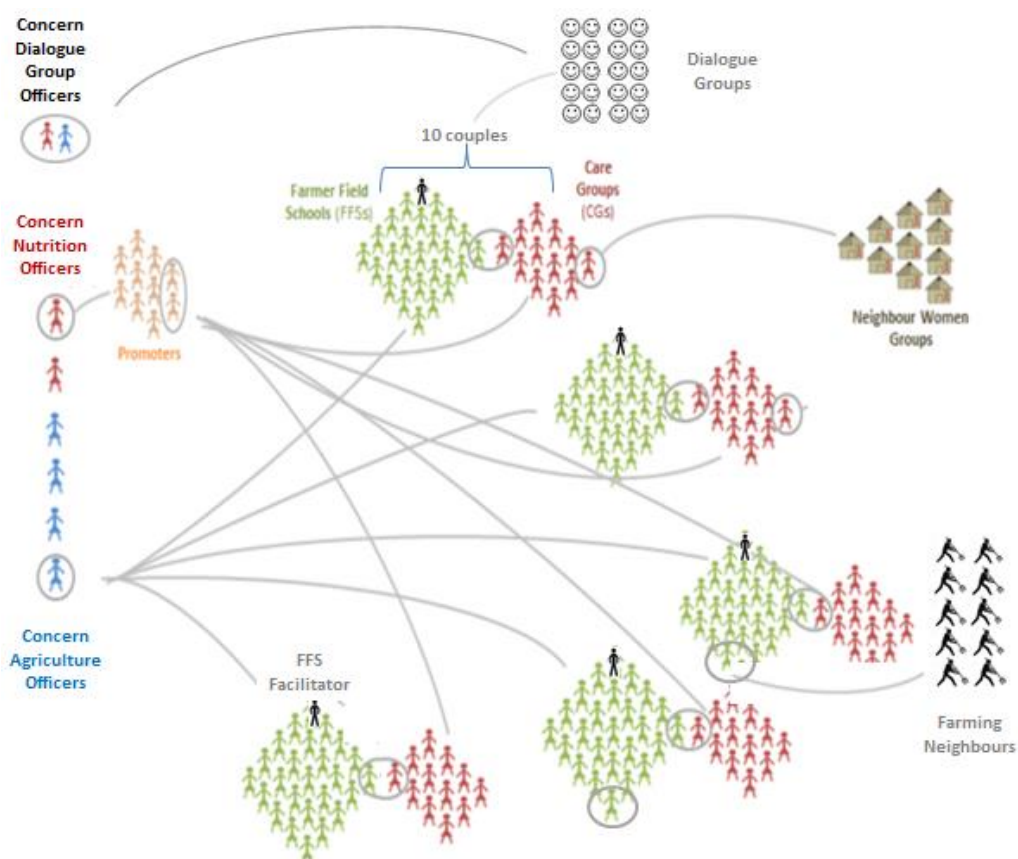 Concern
Dialogue
Group
Officers
Dialogue
Groups
10 couples
Farmer Field
Schools (FFSs)
Care
Groups
(CGs)
Concern
Nutrition
Officers
Promoters
Neighbour Women
Groups
Concern
Agriculture
Officers
FFS
Facilitator
Farming
Neighbours